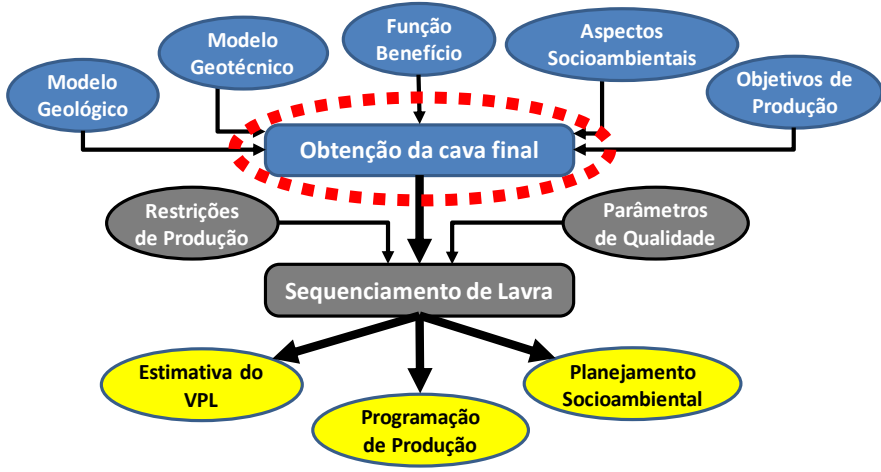 Modelo
Geológico
Modelo
Geotécnico
Função
Benefício
Aspectos
Socioambientais
Objetivos de
Produção
Obtenção da cava final
Restrições
de Produção
Parâmetros
de Qualidade
Sequenciamento de Lavra
Estimativa do
VPL
Programação
de Produção
Planejamento
Socioambiental